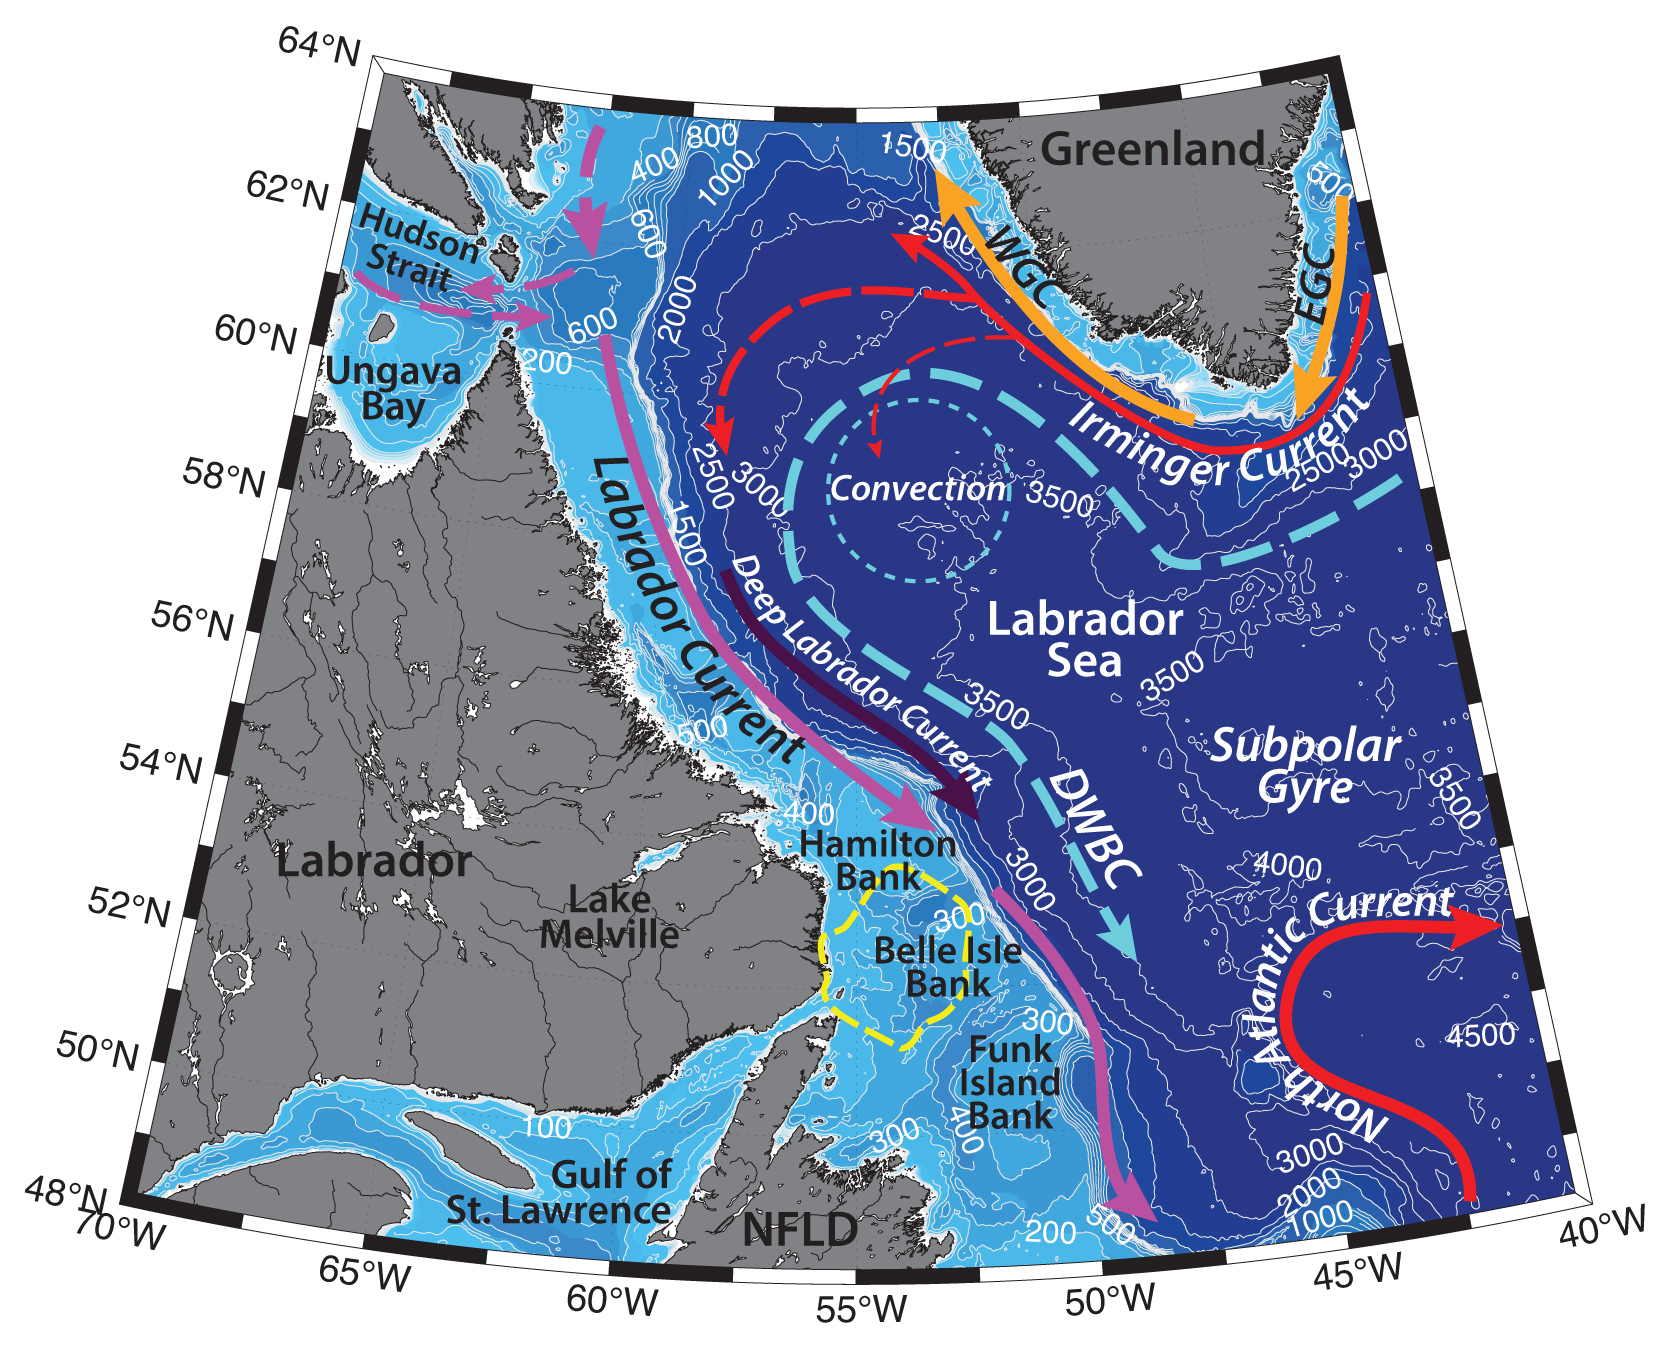 64°N
62°N
60°N
58°N
56°N
54°N
52°N
50°N
48°N
70°W
65°W
60°W
55°W
50°W
45°W
40°W
Greenland
800
400
1000
600
1500
2500
WGC
EGC
Hudson
Strait
600
200
2000
Ungava
Bay
Irminger Current
2500
3000
2500
3000
Convection
3500
Labrador Current
1500
Deep Labrador Current
Labrador
Sea
3500
3500
500
Subpolar
Gyre
3500
DWBC
400
Hamilton
Bank
3000
4000
Labrador
Lake
Melville
300
Belle Isle
Bank
North Atlantic Current
4500
300
Funk
Island
Bank
400
300
100
Gulf of
St. Lawrence
NFLD
200
500
3000
2000
1000